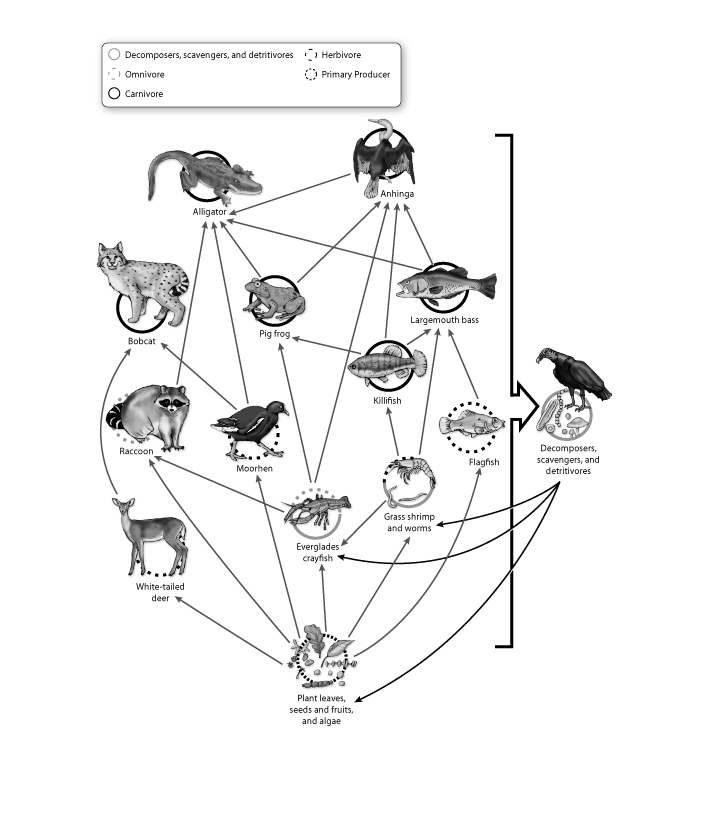 Decomposers, scavengers, and detritivores
Herbivore
Omnivore
Primary Producer
Carnivore
Alligator
Anhinga
Bobcat
Pig frog
Largemouth bass
Killifish
Raccoon
Moorhen
Flagfish
Decomposers,
scavengers, and
detritivores
Grass shrimp
and worms
Everglades
crayfish
White-tailed
deer
Plant leaves,
seeds and fruits,
and algae